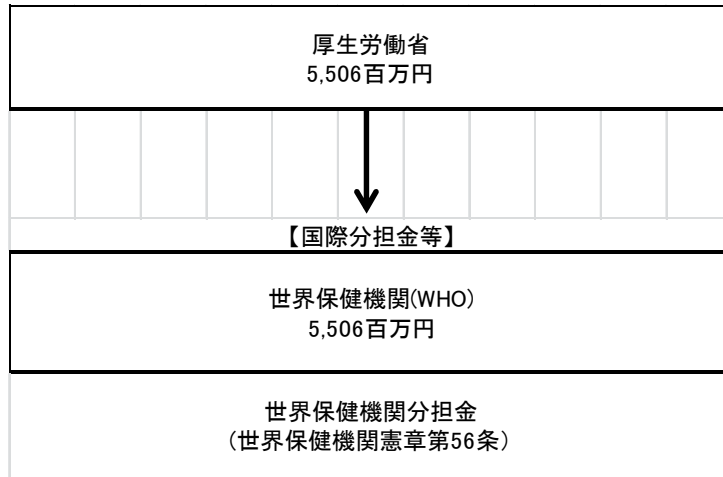 厚生労働省
5,506百万円
【国際分担金等】
世界保健機関(WHO)
5,506百万円
世界保健機関分担金
(世界保健機関憲章第56条)